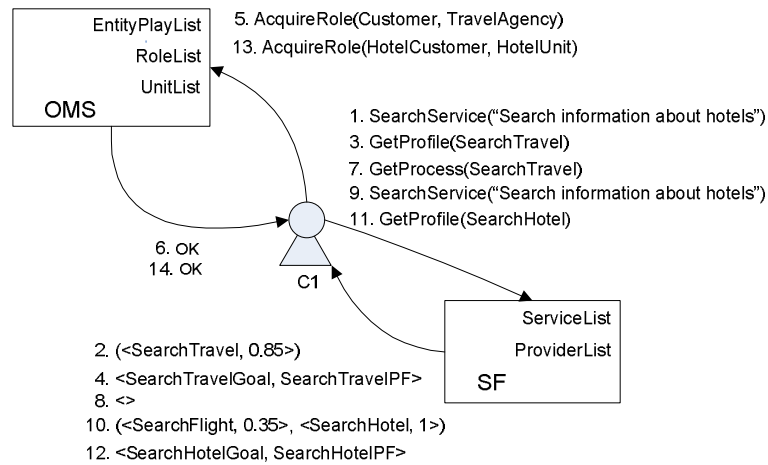 EntityPlayList
RoleList
UnitList
OMS
5. AcquireRole(Customer, TravelAgency)
13. AcquireRole(HotelCustomer, HotelUnit)
1. SearchService("Search information about hotels")
3. GetProfile(SearchTravel)
7. GetProcess(SearchTravel)
9. SearchService("Search information about hotels")
11. GetProfile(SearchHotel)
6. OK
14. OK
C1
ServiceList
ProviderList
SF
2. (<SearchTravel, 0.85>)
4. <SearchTravelGoal, SearchTravelPF>
8. <>
10. (<SearchFlight, 0.35>, <SearchHotel, 1>)
12. <SearchHotelGoal, SearchHotelPF>